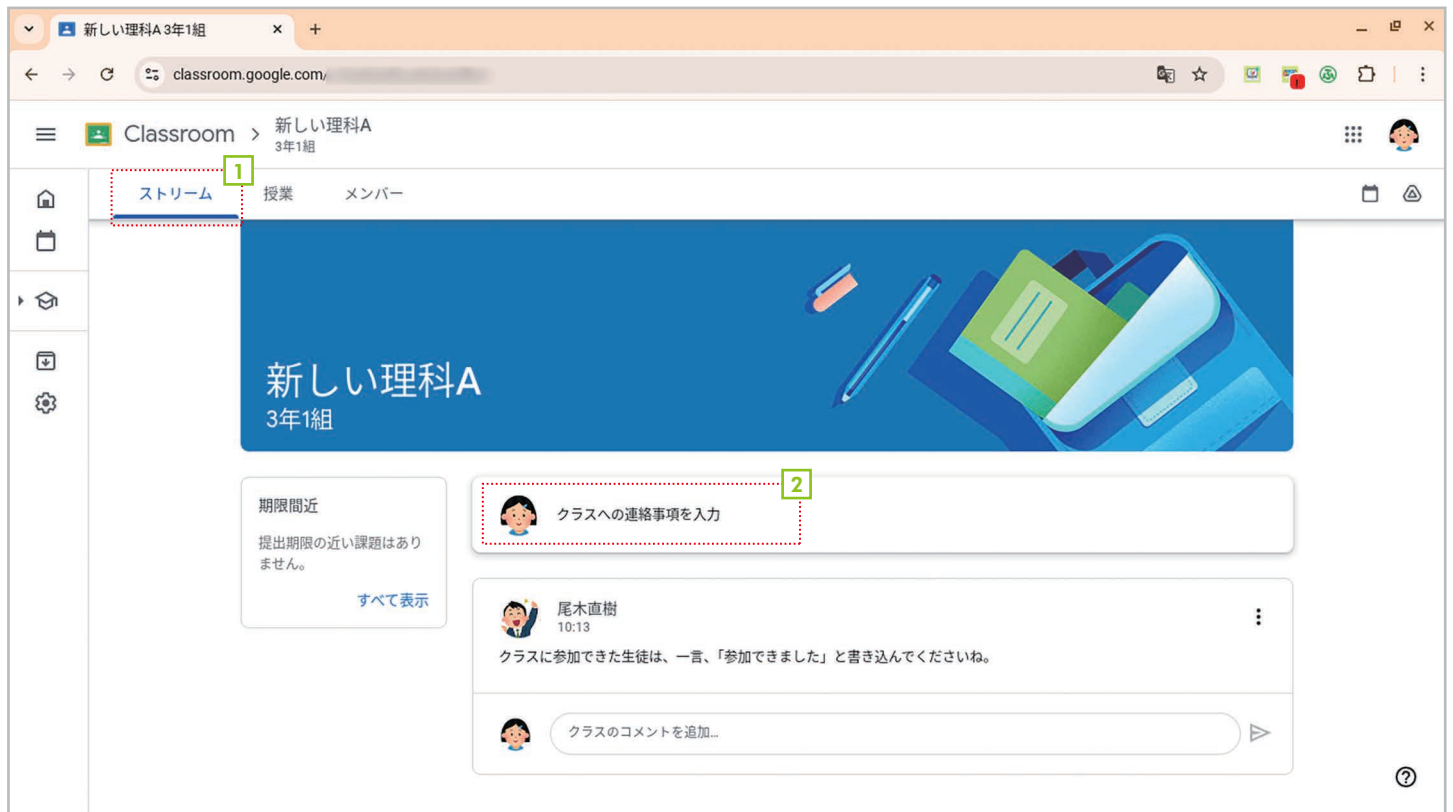 新しい理科A 3年1組
classroom.google.com/
Classroom > 新しい理科A
3年1組
1
ストリーム 授業 メンバー
新しい理科A
3年1組
期限間近
提出期限の近い課題はあり
ません。
すべて表示
2
クラスへの連絡事項を入力
尾木直樹
10:13
クラスに参加できた生徒は、一言、「参加できました」と書き込んでくださいね。
クラスのコメントを追加...